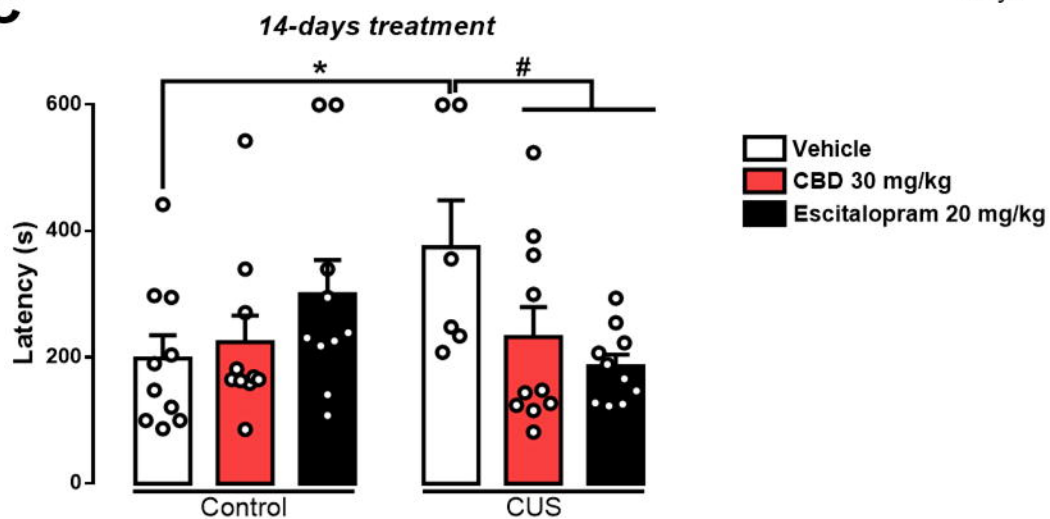 14-days treatment
* #
600
400
200
0
Latency (s)
Vehicle
CBD 30 mg/kg
Escitalopram 20 mg/kg
Control CUS